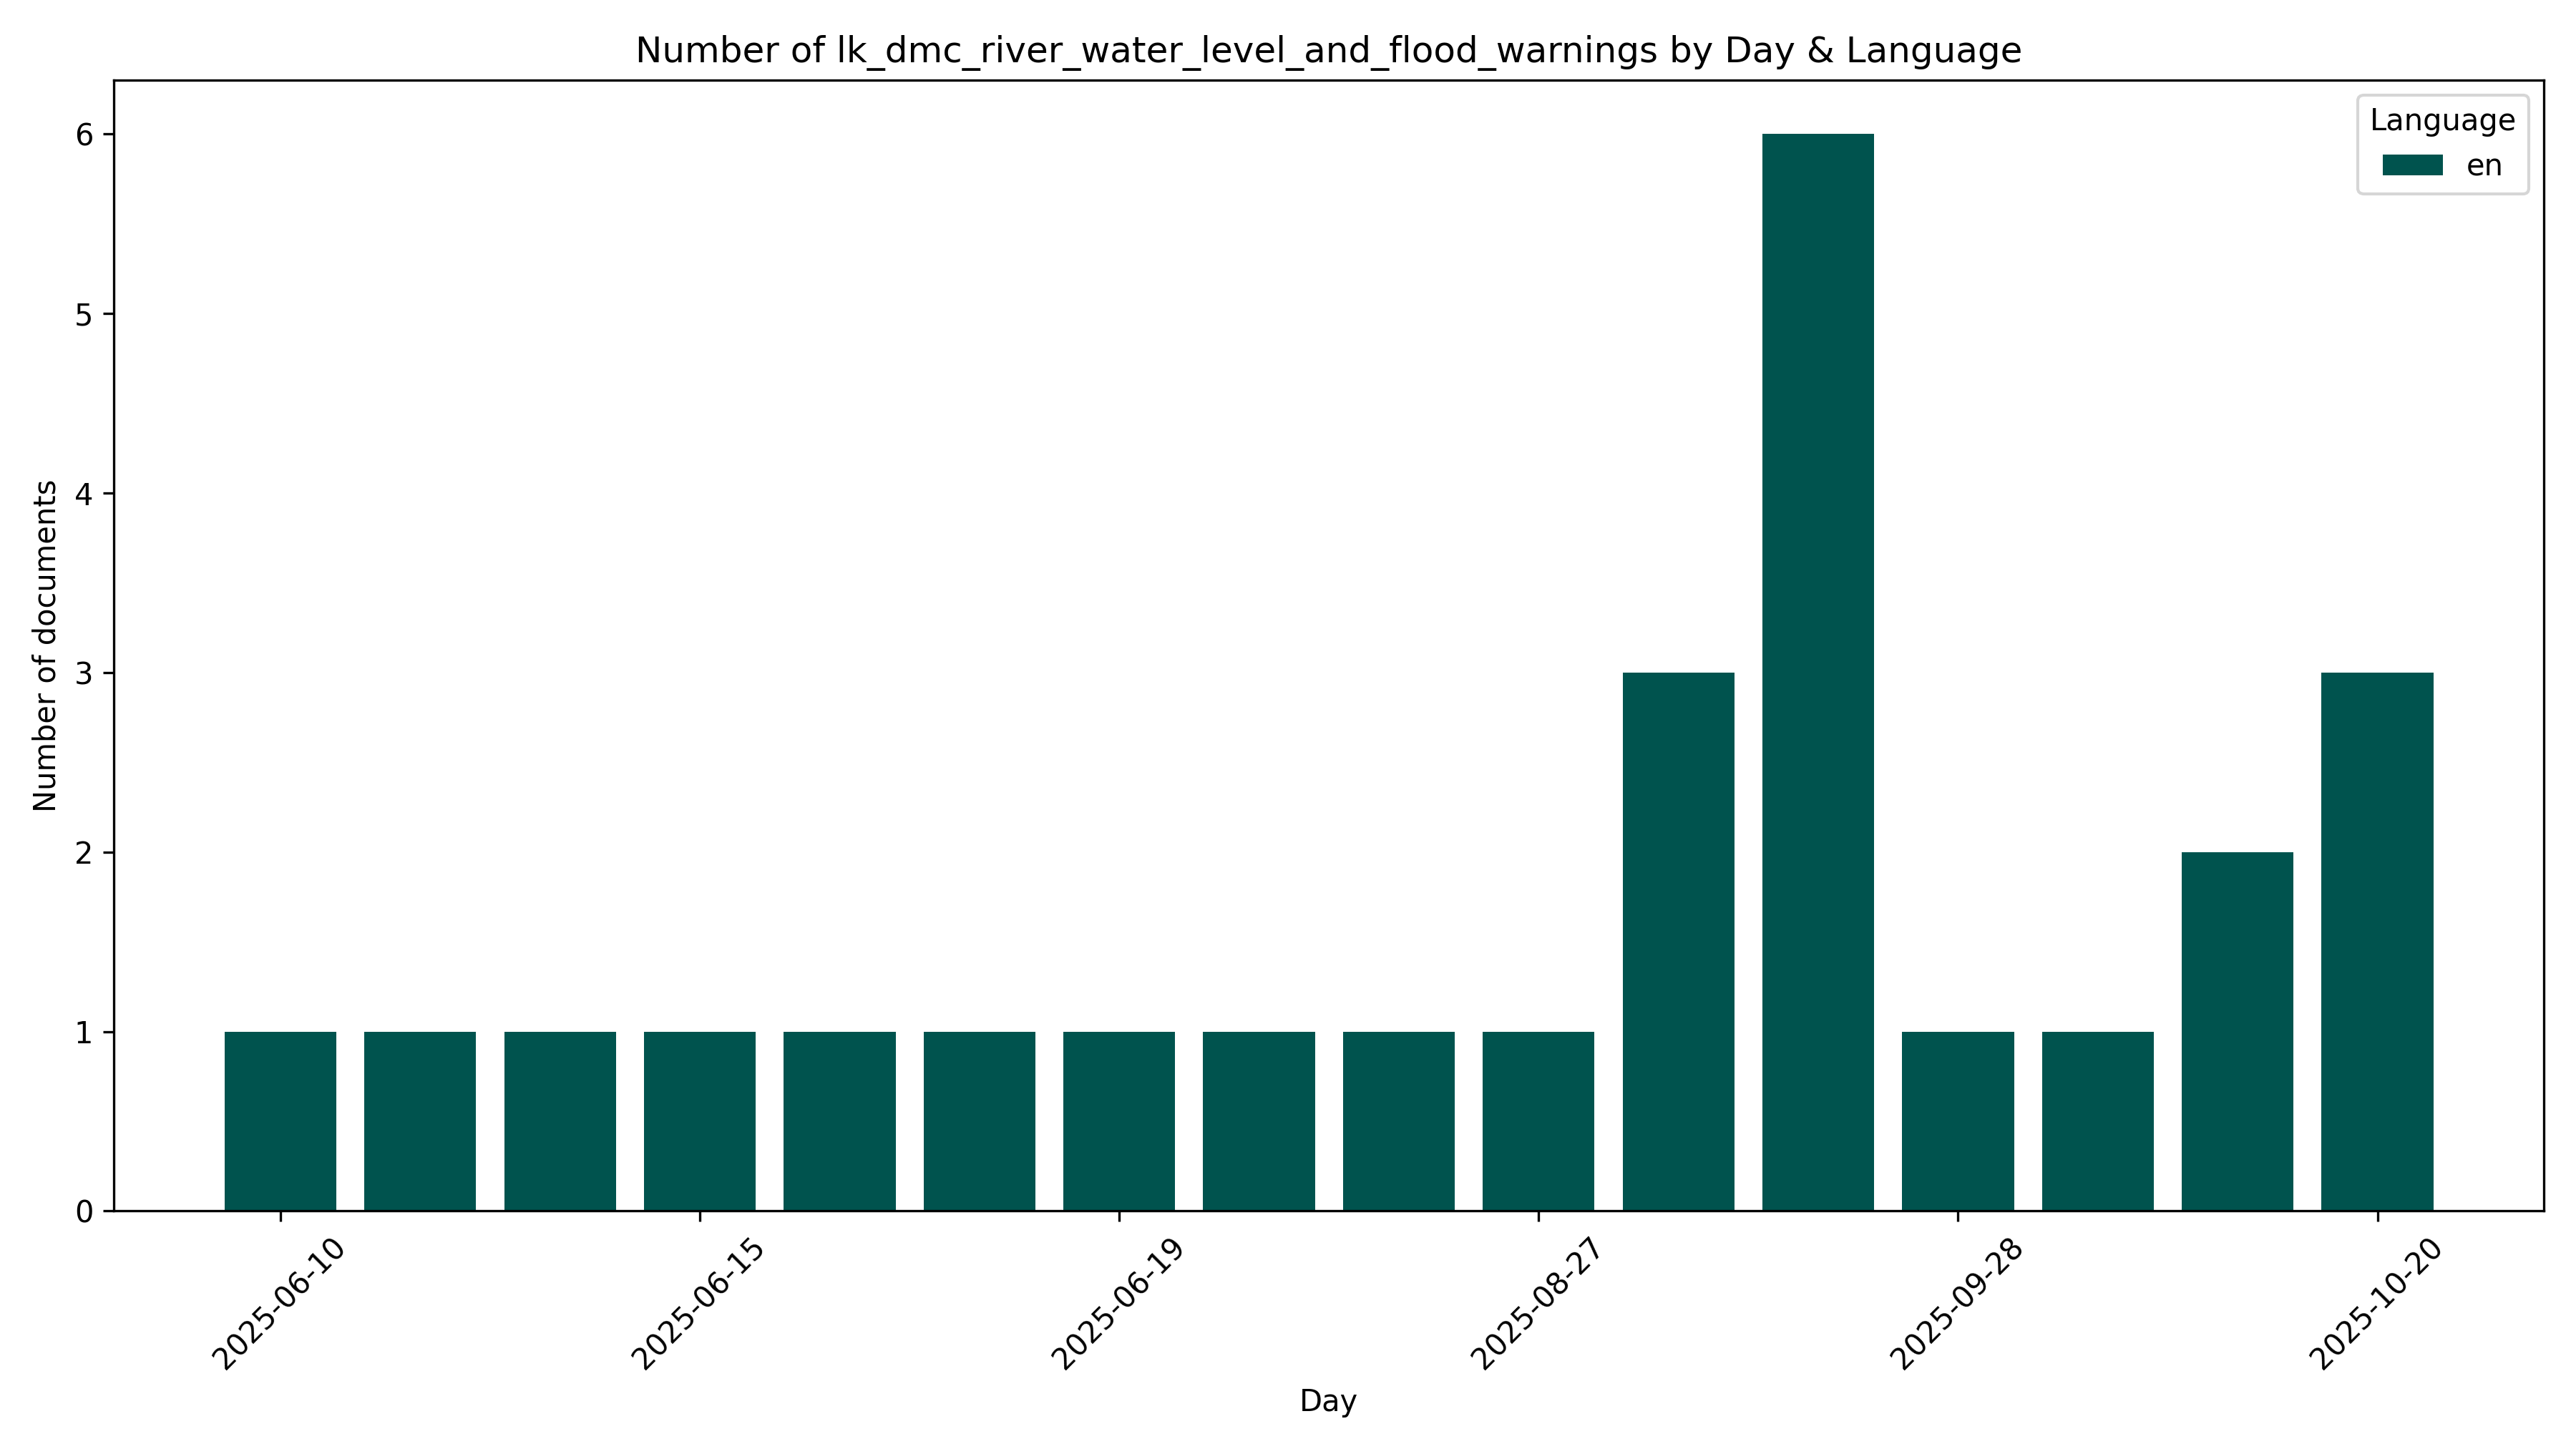 Number of lk_dmc_river_water_level_and_flood_warnings by Day & Language
Language
en
Number of documents
6
5
4
3
2
1
0
2025-06-10
2025-06-15
2025-06-19
2025-08-27
2025-09-28
2025-10-20
Day